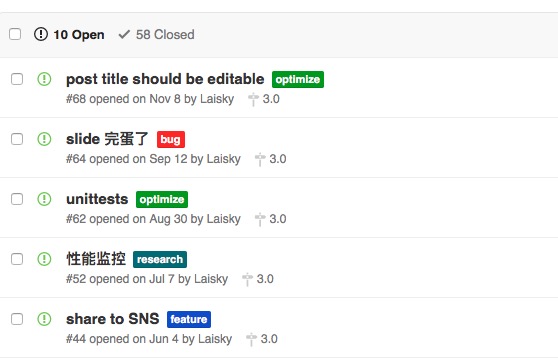 10 Open 58 Closed
post title should be editable optimize
#68 opened on Nov 8 by Laisky 3.0
slide 完蛋了 bug
#64 opened on Sep 12 by Laisky 3.0
unittests optimize
#62 opened on Aug 30 by Laisky 3.0
性能监控 research
#52 opened on Jul 7 by Laisky 3.0
share to SNS feature
#44 opened on Jun 4 by Laisky 3.0